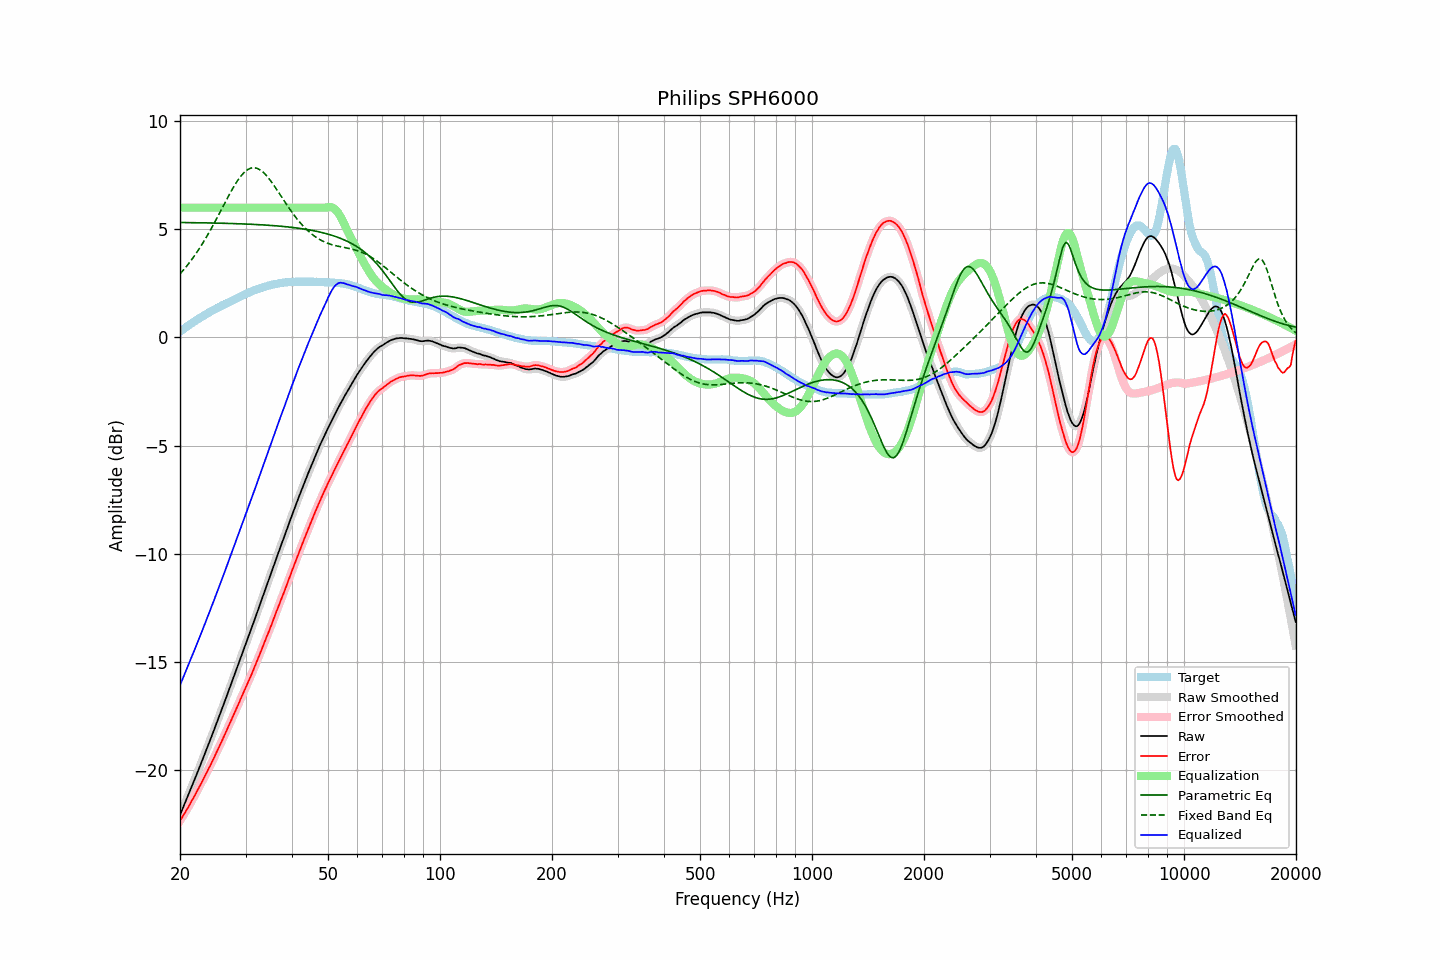 Philips SPH6000
10
5
0
−5
−10
−15
−20
Amplitude (dBr)
20
50
100
200
500
1000
2000
5000
10000
20000
Frequency (Hz)
Target
Raw Smoothed
Error Smoothed
Raw
Error
Equalization
Parametric Eq
Fixed Band Eq
Equalized